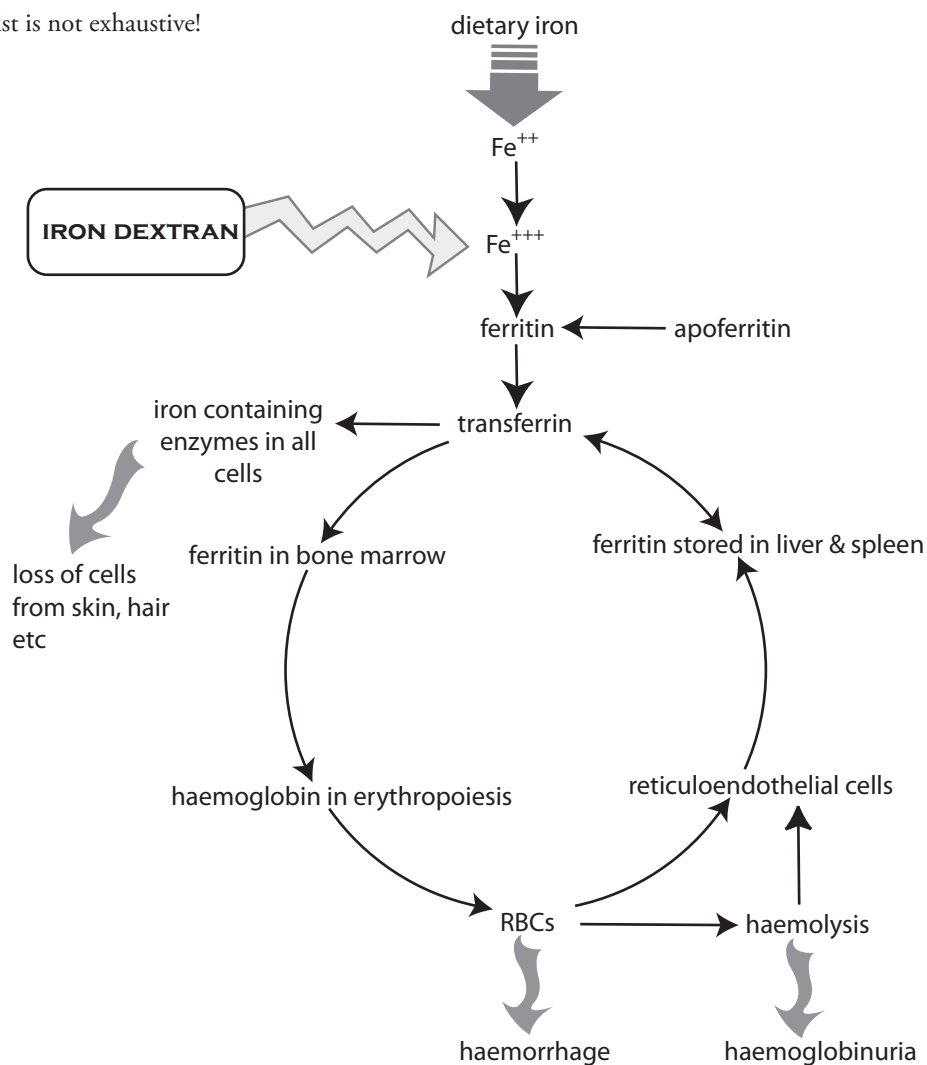 st is not exhaustive!
dietary iron
Fe++
IRON DEXTRAN
Fe+++
ferritin
apoferritin
iron containing
enzymes in all
cells
transferrin
ferritin in bone marrow
ferritin stored in liver & spleen
loss of cells
from skin, hair
etc
haemoglobin in erythropoiesis
reticuloendothelial cells
RBCs
haemolysis
haemorrhage
haemoglobinuria